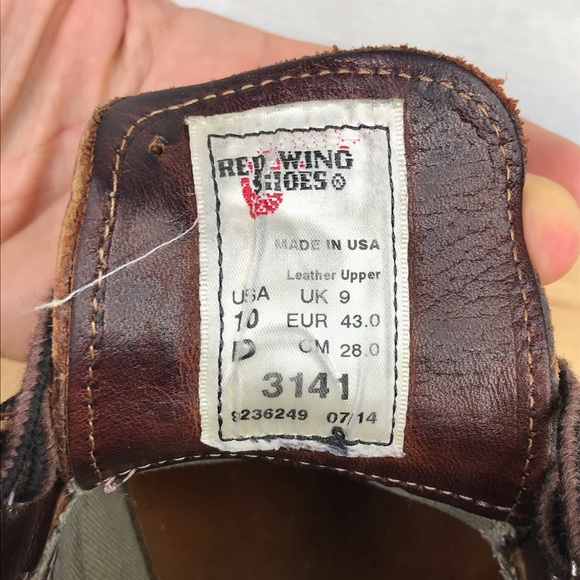 RED WING
SHOES®
MADE IN USA
Leather Upper
USA UK 9
10 EUR 43.0
D CM 28.0
3141
9236249 07/14